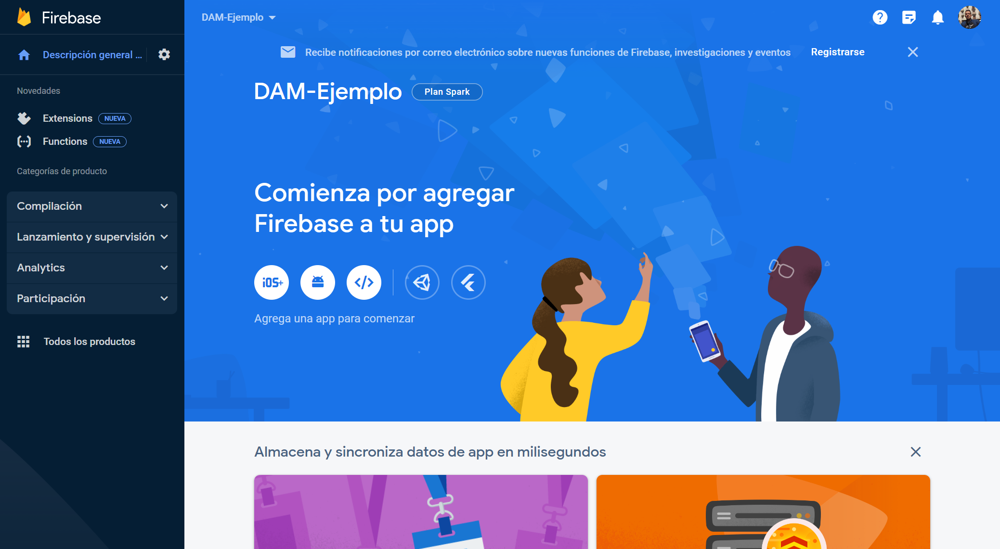 Firebase
Descripción general ...
Novedades
Extensions NUEVA
Functions NUEVA
Categorías de producto
Compilación
Lanzamiento y supervisión
Analytics
Participación
Todos los productos
DAM-Ejemplo
Recibe notificaciones por correo electrónico sobre nuevas funciones de Firebase, investigaciones y eventos Registrarse
DAM-Ejemplo Plan Spark
Comienza por agregar
Firebase a tu app
iOS+
Agrega una app para comenzar
Almacena y sincroniza datos de app en milisegundos